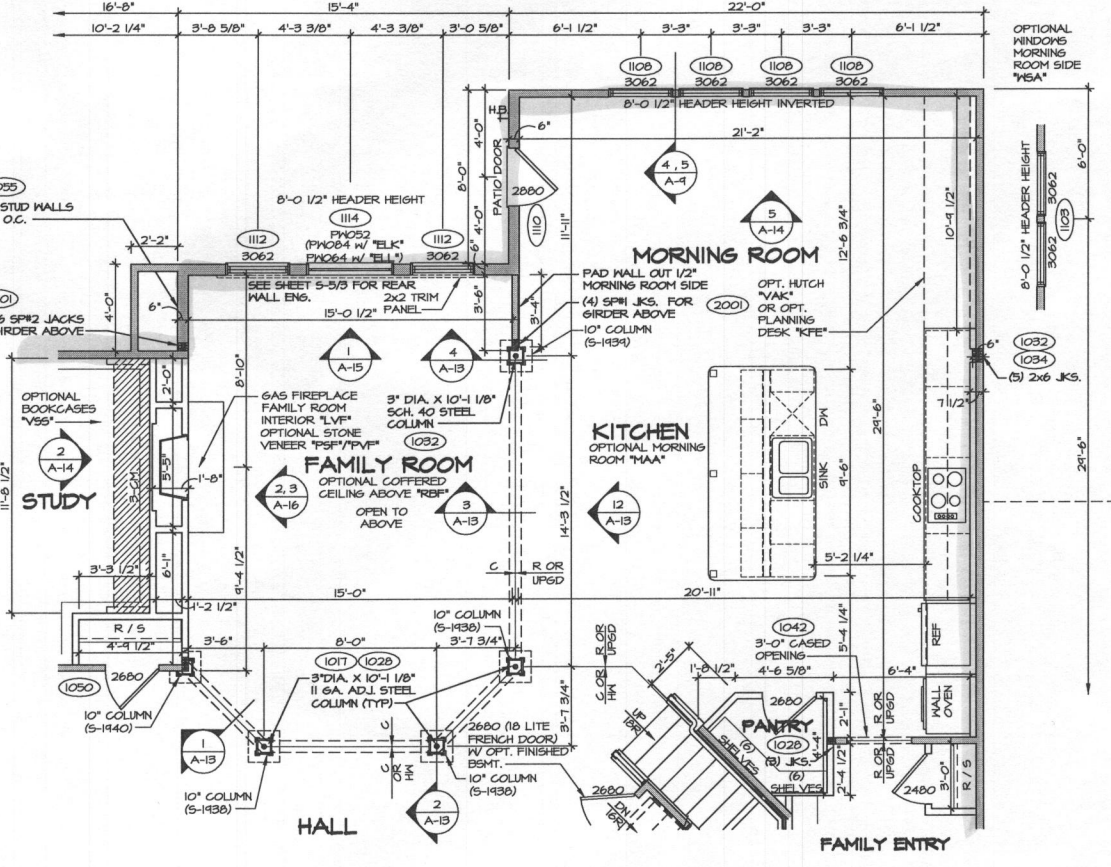 16'-8"
15'-4"
22'-0"
10'-2 1/4"
3'-8 5/8"
4'-3 3/8"
4'-3 3/8"
3'-0 5/8"
6'-1 1/2"
3'-3"
3'-3"
3'-3"
6'-1 1/2"
OPTIONAL
WINDOWS
MORNING
ROOM SIDE
"WSA"
1108
1108
1108
1108
3062
3062
3062
3062
8'-0 1/2" HEADER HEIGHT INVERTED
H.B.
6"
21'-2"
4'-0"
8'-0"
4'-0"
PATIO DOOR
2880
1110
11'-11"
4 , 5
A-9
5
A-14
12'-6 3/4"
10'-9 1/2"
8'-0 1/2" HEADER HEIGHT
3062
3062
1103
6'-0"
29'-6"
055
STUD WALLS
O.C.
8'-0 1/2" HEADER HEIGHT
1114
PW052
(PW084 W/ "ELK"
PW064 W/ "ELL")
1112
3062
1112
3062
6"
2'-2"
4'-0"
6"
01
SP#2 JACKS
GIRDER ABOVE
SEE SHEET S-5/3 FOR REAR
WALL ENG.
2x2 TRIM
PANEL
3'-6"
3'-4"
15'-0 1/2"
MORNING ROOM
PAD WALL OUT 1/2"
MORNING ROOM SIDE
(4) SP#1 JKS. FOR
GIRDER ABOVE
10" COLUMN
(S-1939)
2001
OPT. HUTCH
"VAK"
OR OPT.
PLANNING
DESK "KFE"
6"
1032
1034
(5) 2x6 JKS.
7 1/2"
1
A-15
4
A-13
8'-10"
2'-0"
OPTIONAL
BOOKCASES
"VSS"
2
A-14
STUDY
11'-8 1/2"
5'-5"
1'-8"
GAS FIREPLACE
FAMILY ROOM
INTERIOR "LVF"
OPTIONAL STONE
VENEER "PSF"/"PVF"
3" DIA. X 10'-1 1/8"
SCH. 40 STEEL
COLUMN
1032
FAMILY ROOM
OPTIONAL COFFERED
CEILING ABOVE "RBF"
OPEN TO
ABOVE
2, 3
A-16
3
A-13
14'-3 1/2"
KITCHEN
OPTIONAL MORNING
ROOM "MAA"
12
A-13
DW
SINK
9'-6"
29'-6"
COOKTOP
5'-2 1/4"
C
R OR
UPGD
9'-4 1/2"
6'-1"
3'-3 1/2"
1'-2 1/2"
15'-0"
20'-11"
R / S
4'-9 1/2"
3'-6"
8'-0"
10" COLUMN
(S-1938)
3'-7 3/4"
1017
1028
3"DIA. X 10'-1 1/8"
11 GA. ADJ. STEEL
COLUMN (TYP)
2680
1050
10" COLUMN
(S-1940)
1
A-13
10" COLUMN
(S-1938)
C
C OR
HW
2
A-13
10" COLUMN
(S-1938)
2680 (18 LITE
FRENCH DOOR)
W/ OPT. FINISHED
BSMT.
3'-7 3/4"
R OR
UPGD
C OR
HW
2'-5"
1'-8 1/2"
4'-6 5/8"
1042
3'-0" CASED
OPENING
5'-4 1/4"
6'-4"
REF
WALL
OVEN
UP
16R
2680
PANTRY
1028
(3) JKS.
(6)
SHELVES
(6)
SHELVES
4'-4"
2'-1"
2'-4 1/2"
R OR
UPGD
R OR
UPGD
3'-0"
R / S
2480
2680
DN
16R
HALL
FAMILY ENTRY